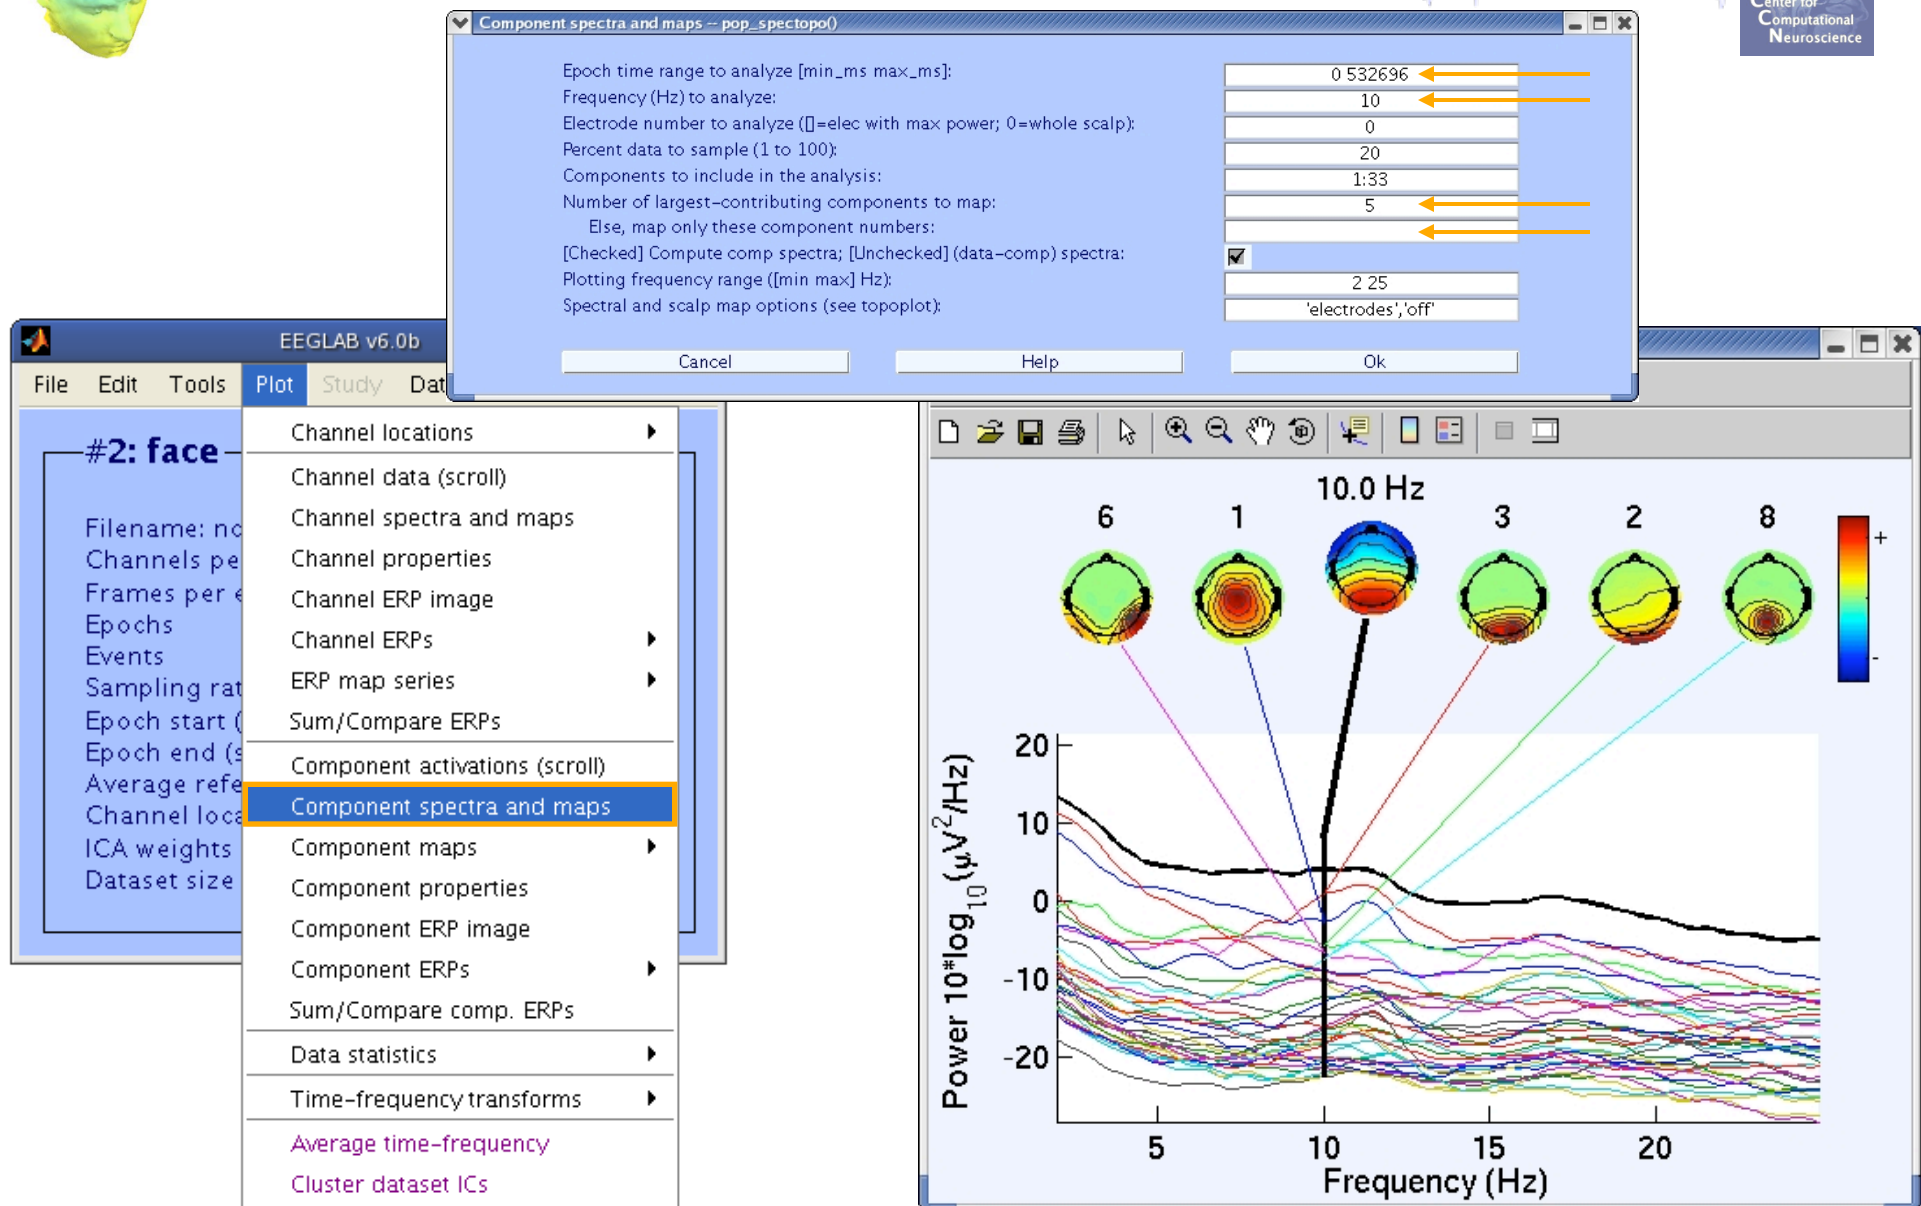 Center for
Computational
Neuroscience
Component spectra and maps -- pop_spectopo()
Epoch time range to analyze [min_ms max_ms]:
0 532696
Frequency (Hz) to analyze:
10
Electrode number to analyze ([]=elec with max power; 0=whole scalp):
0
Percent data to sample (1 to 100):
20
Components to include in the analysis:
1:33
Number of largest-contributing components to map:
5
Else, map only these component numbers:
[Checked] Compute comp spectra; [Unchecked] (data-comp) spectra:
Plotting frequency range ([min max] Hz):
2 25
Spectral and scalp map options (see topoplot):
'electrodes','off'
Cancel
Help
Ok
EEGLAB v6.0b
File Edit Tools Plot Study Dat
#2: face
Filename: no
Channels pe
Frames per e
Epochs
Events
Sampling rat
Epoch start (
Epoch end (s
Average refe
Channel loca
ICA weights
Dataset size
Channel locations
Channel data (scroll)
Channel spectra and maps
Channel properties
Channel ERP image
Channel ERPs
ERP map series
Sum/Compare ERPs
Component activations (scroll)
Component spectra and maps
Component maps
Component properties
Component ERP image
Component ERPs
Sum/Compare comp. ERPs
Data statistics
Time-frequency transforms
Average time-frequency
Cluster dataset ICs
10.0 Hz
6 1 3 2 8
+
-
20
10
0
-10
-20
Power 10*log10(µV2/Hz)
5 10 15 20
Frequency (Hz)